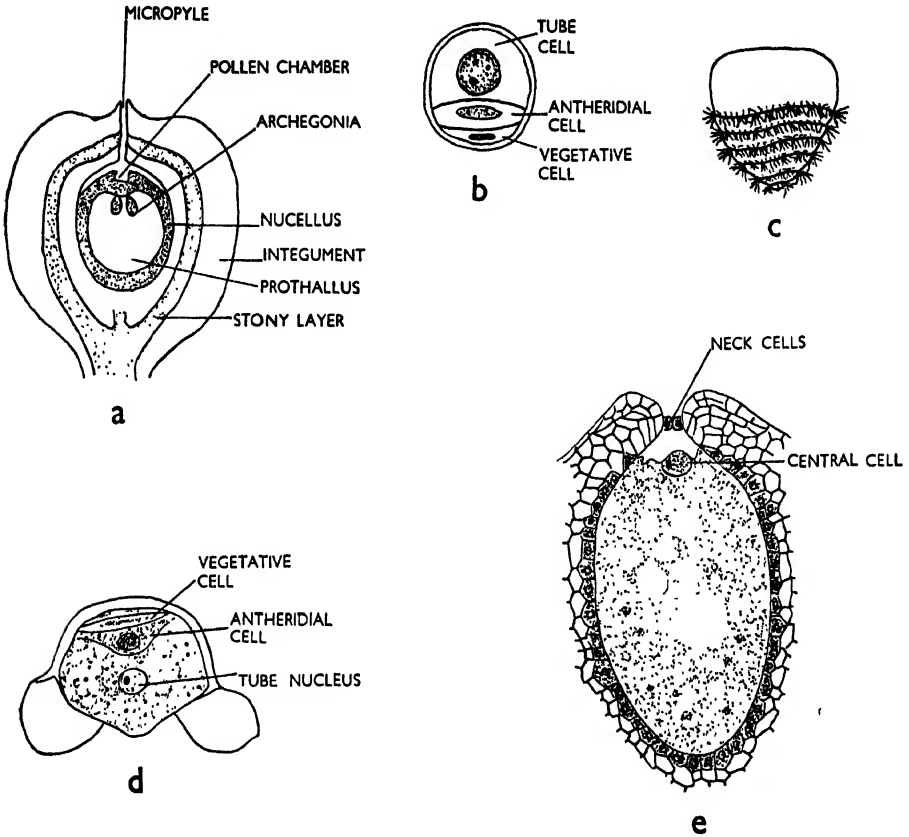 MICROPYLE
POLLEN CHAMBER
ARCHEGONIA
NUCELLUS
INTEGUMENT
PROTHALLUS
STONY LAYER
a
TUBE
CELL
ANTHERIDIAL
CELL
VEGETATIVE
CELL
b
c
VEGETATIVE
CELL
ANTHERIDIAL
CELL
TUBE NUCLEUS
d
NECK CELLS
CENTRAL CELL
e